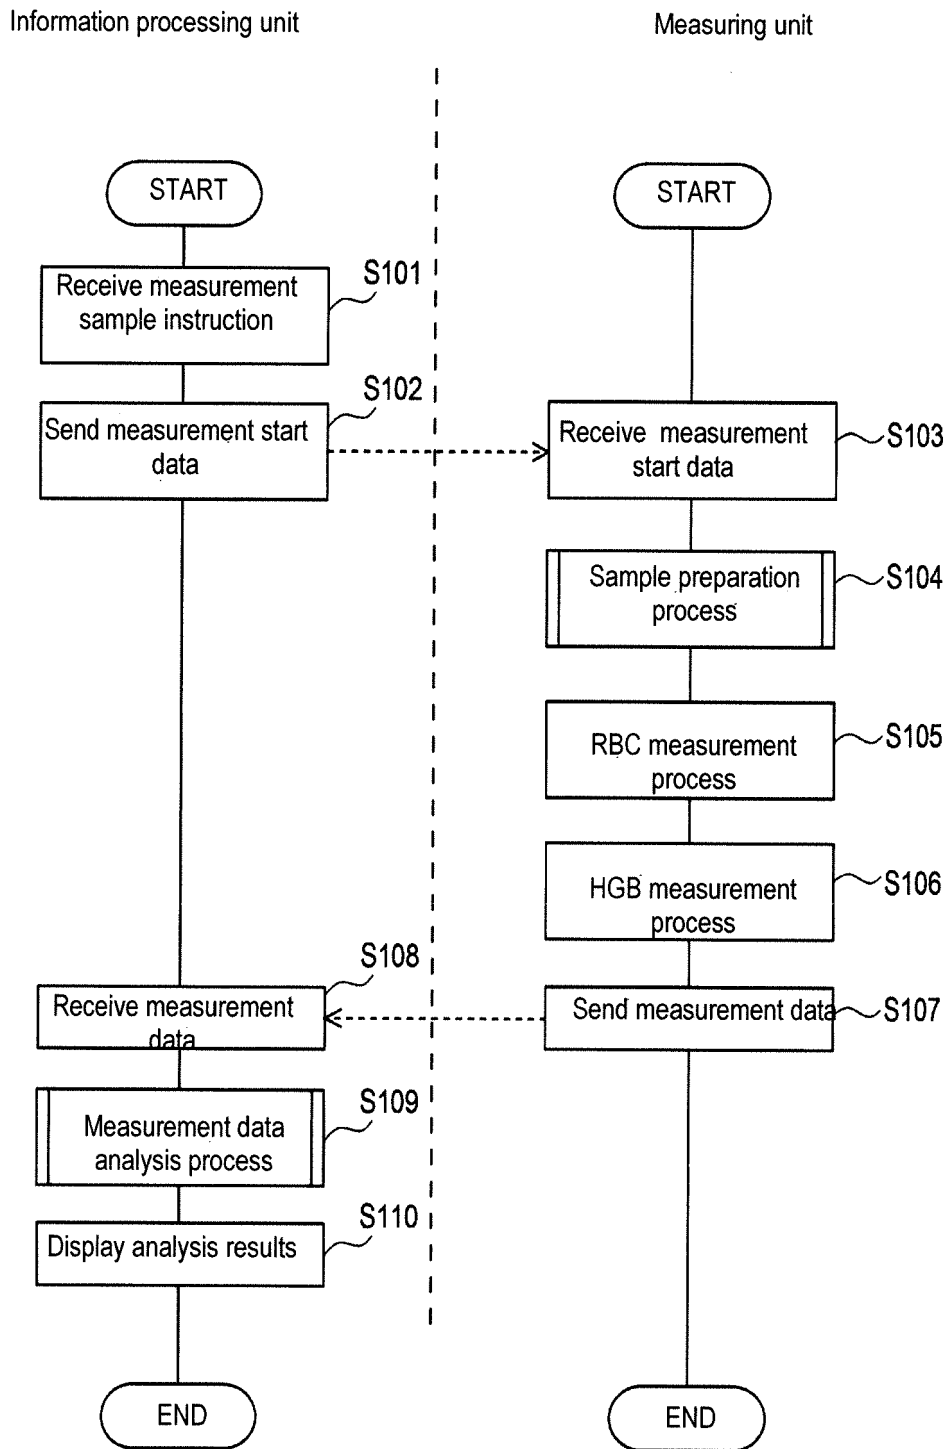 Information processing unit
Measuring unit
START
START
Receive measurement
sample instruction
S101
Send measurement start
data
S102
Receive measurement
start data
S103
Sample preparation
process
S104
RBC measurement
process
S105
HGB measurement
process
S106
Send measurement data
S107
Receive measurement
data
S108
Measurement data
analysis process
S109
Display analysis results
S110
END
END